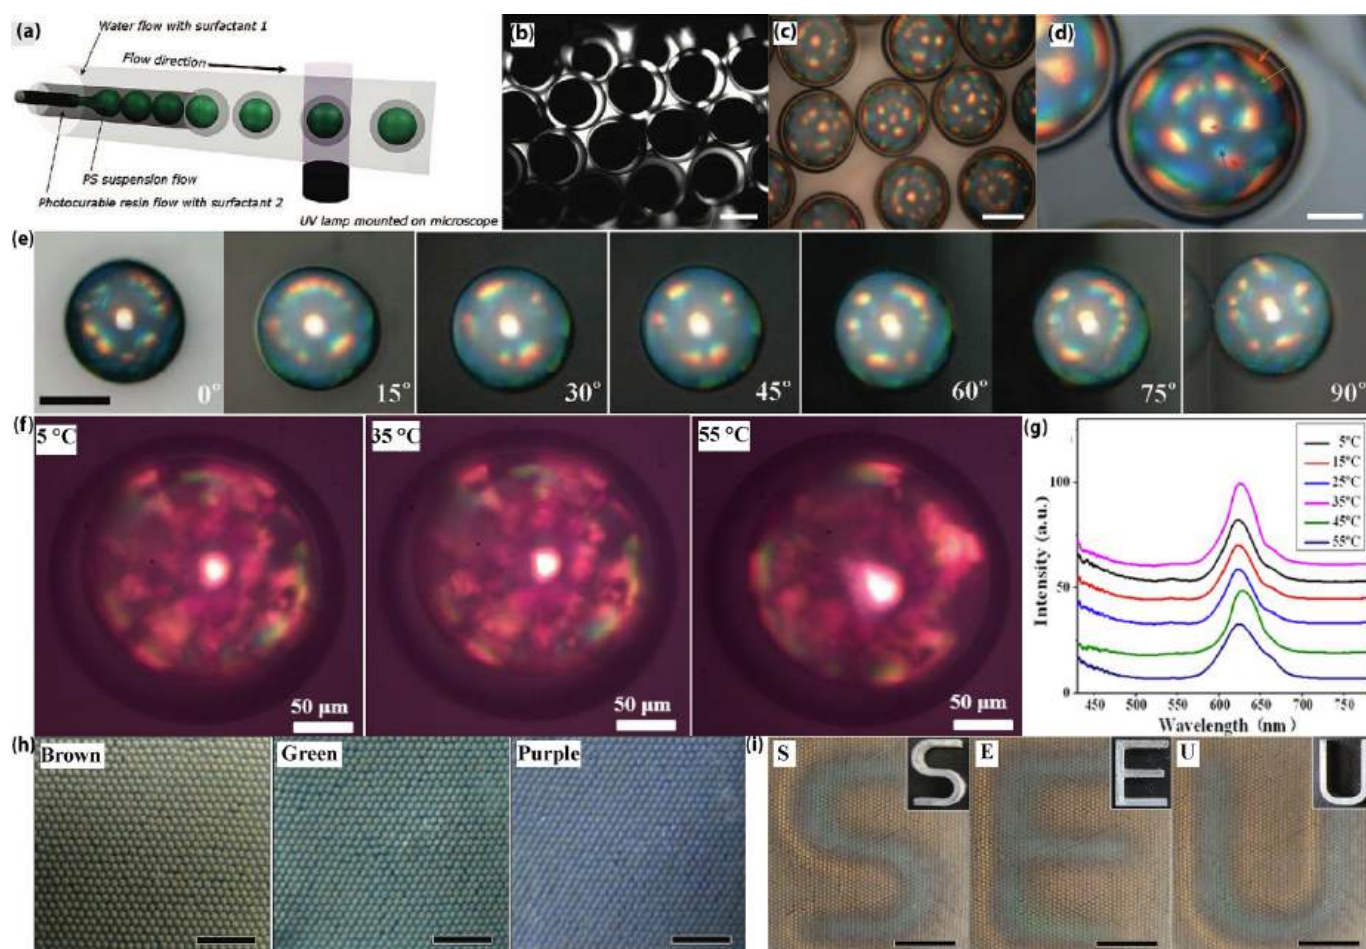 (a)
Water flow with surfactant 1
Flow direction
PS suspension flow
Photocurable resin flow with surfactant 2
UV lamp mounted on microscope
(b)
(c)
(d)
(e)
0°
15°
30°
45°
60°
75°
90°
(f)
5 °C
50 μm
35 °C
50 μm
55 °C
50 μm
(g)
Intensity (a.u.)
100
50
0
5°C
15°C
25°C
35°C
45°C
55°C
450 500 550 600 650 700 750
Wavelength (nm)
(h)
Brown
Green
Purple
(i)
S
S
E
E
U
U